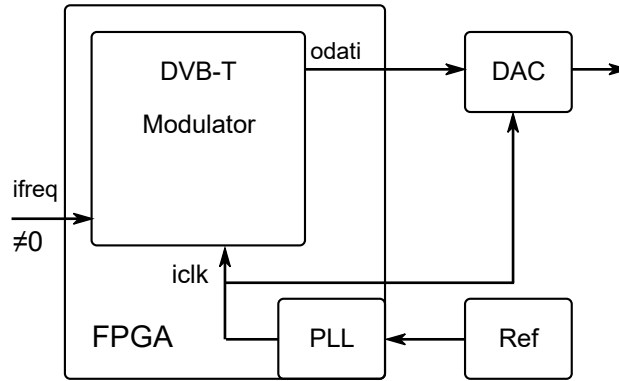 odati
DVB-T
Modulator
DAC
ifreq
≠0
iclk
FPGA
PLL
Ref